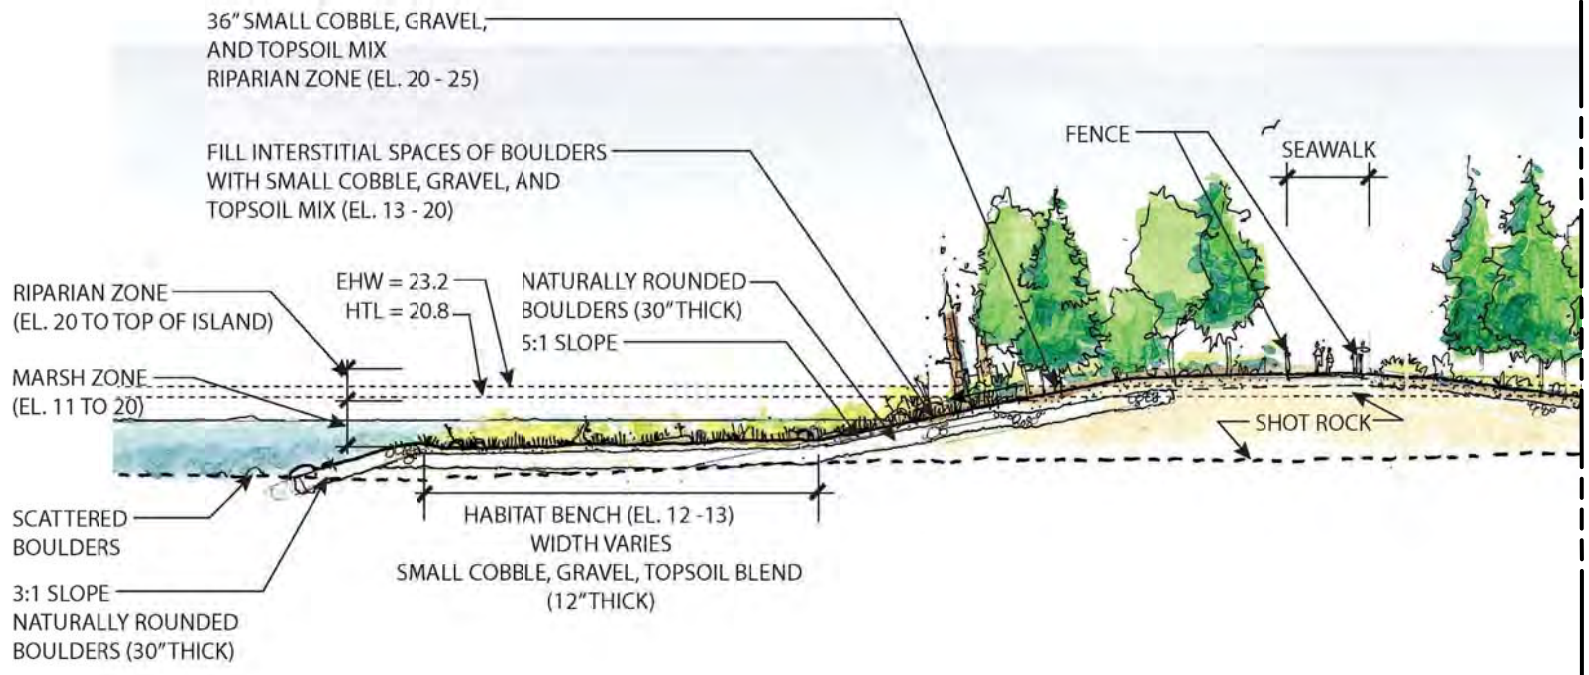 36" SMALL COBBLE, GRAVEL,
AND TOPSOIL MIX
RIPARIAN ZONE (EL. 20 - 25)
FENCE
SEAWALK
FILL INTERSTITIAL SPACES OF BOULDERS
WITH SMALL COBBLE, GRAVEL, AND
TOPSOIL MIX (EL. 13 - 20)
RIPARIAN ZONE
(EL. 20 TO TOP OF ISLAND)
EHW = 23.2
HTL = 20.8
NATURALLY ROUNDED
BOULDERS (30" THICK)
5:1 SLOPE
MARSH ZONE
(EL. 11 TO 20)
SHOT ROCK
SCATTERED
BOULDERS
HABITAT BENCH (EL. 12 -13)
WIDTH VARIES
SMALL COBBLE, GRAVEL, TOPSOIL BLEND
(12" THICK)
3:1 SLOPE
NATURALLY ROUNDED
BOULDERS (30" THICK)